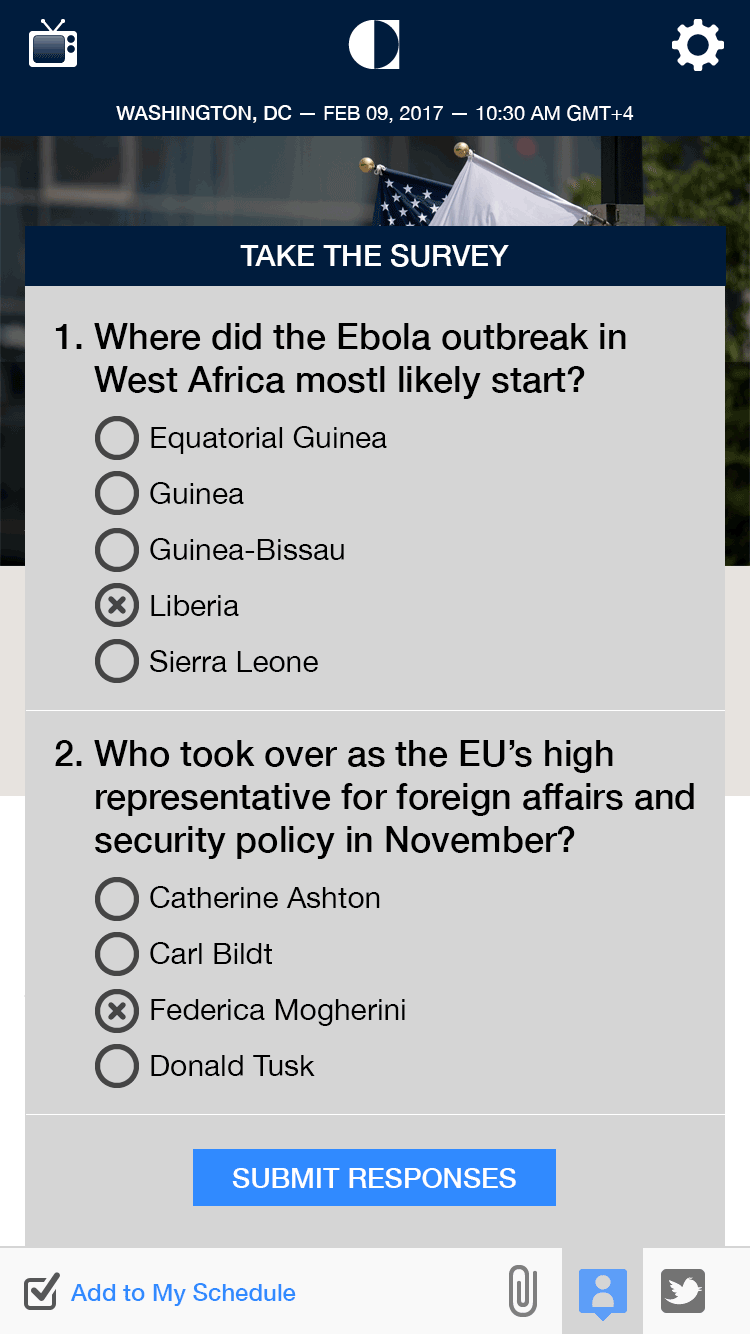 WASHINGTON, DC — FEB 09, 2017 — 10:30 AM GMT+4
TAKE THE SURVEY
1. Where did the Ebola outbreak in
West Africa mostl likely start?
Equatorial Guinea
Guinea
Guinea-Bissau
Liberia
Sierra Leone
2. Who took over as the EU’s high
representative for foreign affairs and
security policy in November?
Catherine Ashton
Carl Bildt
Federica Mogherini
Donald Tusk
SUBMIT RESPONSES
Add to My Schedule